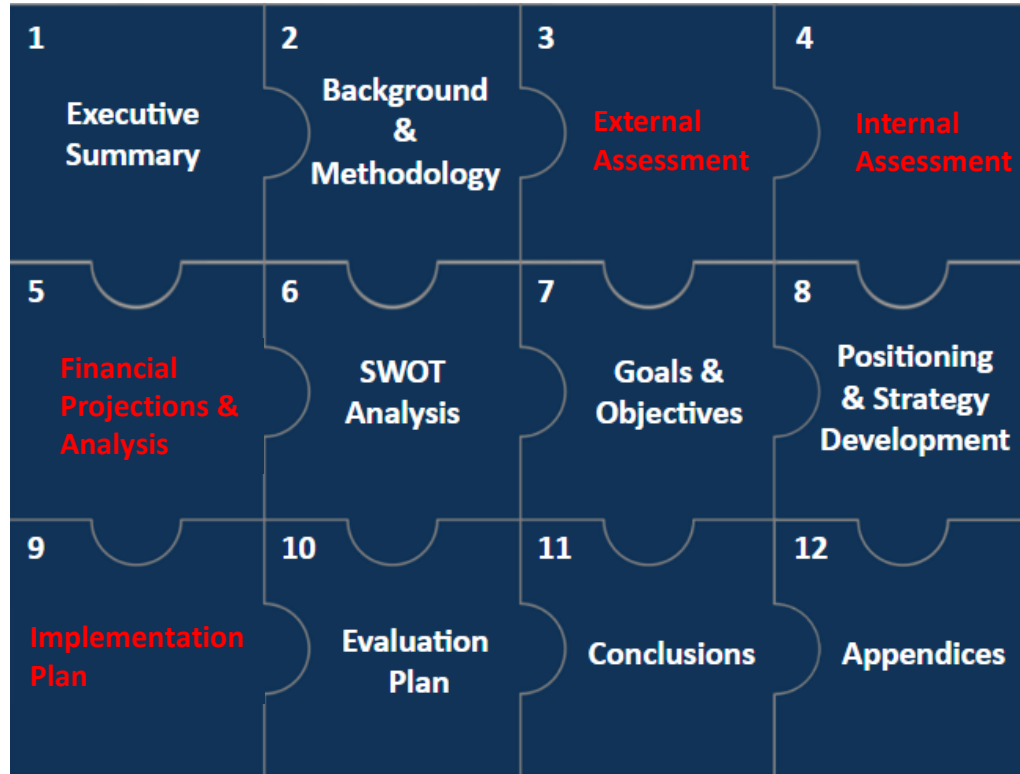 1
Executive
Summary
2
Background
&
Methodology
3
External
Assessment
4
Internal
Assessment
5
Financial
Projections &
Analysis
6
SWOT
Analysis
7
Goals &
Objectives
8
Positioning
& Strategy
Development
9
Implementation
Plan
10
Evaluation
Plan
11
Conclusions
12
Appendices